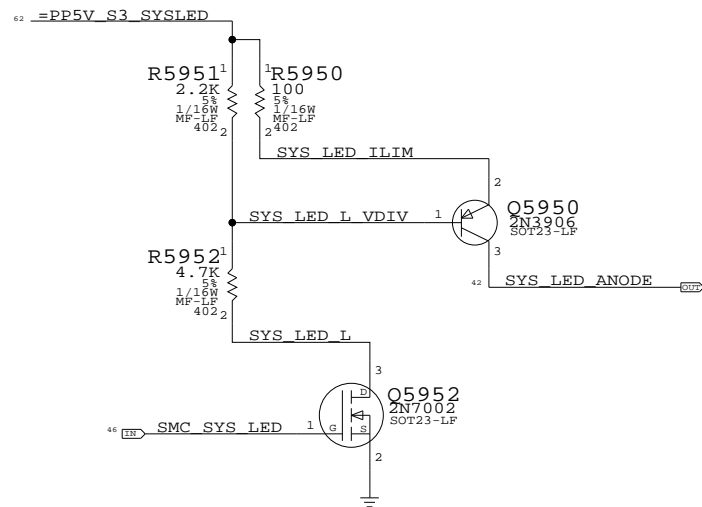 62 =PP5V_S3_SYSLED
R5951 1
2.2K
5%
1/16W
MF-LF
402 2
1 R5950
100
5%
1/16W
MF-LF
2 402
SYS_LED_ILIM
2
SYS_LED_L_VDIV 1
Q5950
2N3906
SOT23-LF
3
R5952 1
4.7K
5%
1/16W
MF-LF
402 2
42 SYS_LED_ANODE OUT
SYS_LED_L
3
D
Q5952
2N7002
SOT23-LF
46 IN SMC_SYS_LED 1 G S
2